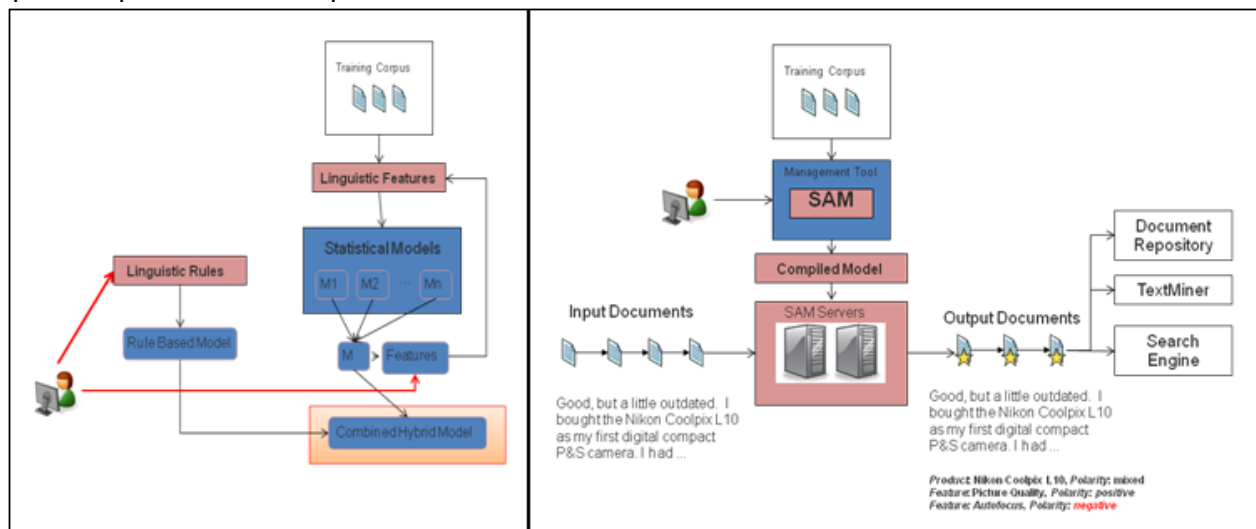 Training Corpus
Linguistic Features
Statistical Models
M1 M2 ... Mn
Linguistic Rules
Rule Based Model
M > Features
Combined Hybrid Model
Training Corpus
Management Tool
SAM
Compiled Model
SAM Servers
Input Documents
Good, but a little outdated. I
bought the Nikon Coolpix L10
as my first digital compact
P&S camera. I had ...
Output Documents
Good, but a little outdated. I
bought the Nikon Coolpix L10
as my first digital compact
P&S camera. I had ...
Product: Nikon Coolpix L10, Polarity: mixed
Feature: Picture Quality, Polarity: positive
Feature: Autofocus, Polarity: negative
Document
Repository
TextMiner
Search
Engine